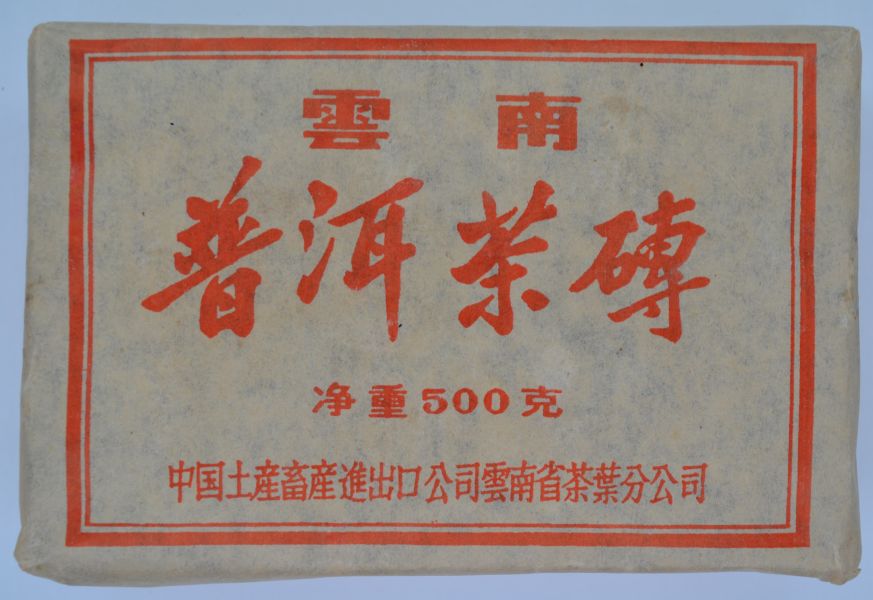 雲南
普洱茶磚
净重500克
中国土産畜産進出口公司雲南省茶葉分公司